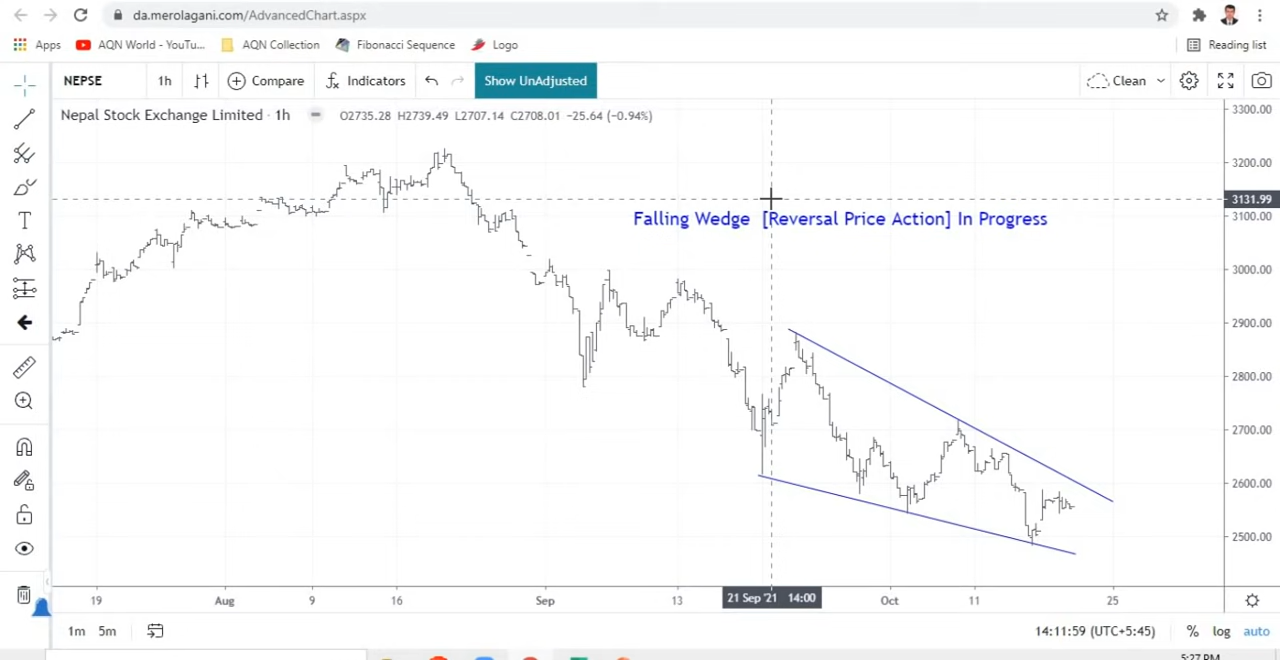 da.merolagani.com/AdvancedChart.aspx
Apps AQN World - YouTu... AQN Collection Fibonacci Sequence Logo Reading list
NEPSE 1h Compare Indicators Show UnAdjusted Clean
Nepal Stock Exchange Limited · 1h O2735.28 H2739.49 L2707.14 C2708.01 −25.64 (−0.94%)
3300.00
3200.00
3131.99
3100.00
Falling Wedge [Reversal Price Action] In Progress
3000.00
2900.00
2800.00
2700.00
2600.00
2500.00
19 Aug 9 16 Sep 13 21 Sep '21 14:00 Oct 11 25
1m 5m 14:11:59 (UTC+5:45) % log auto
5:27 PM